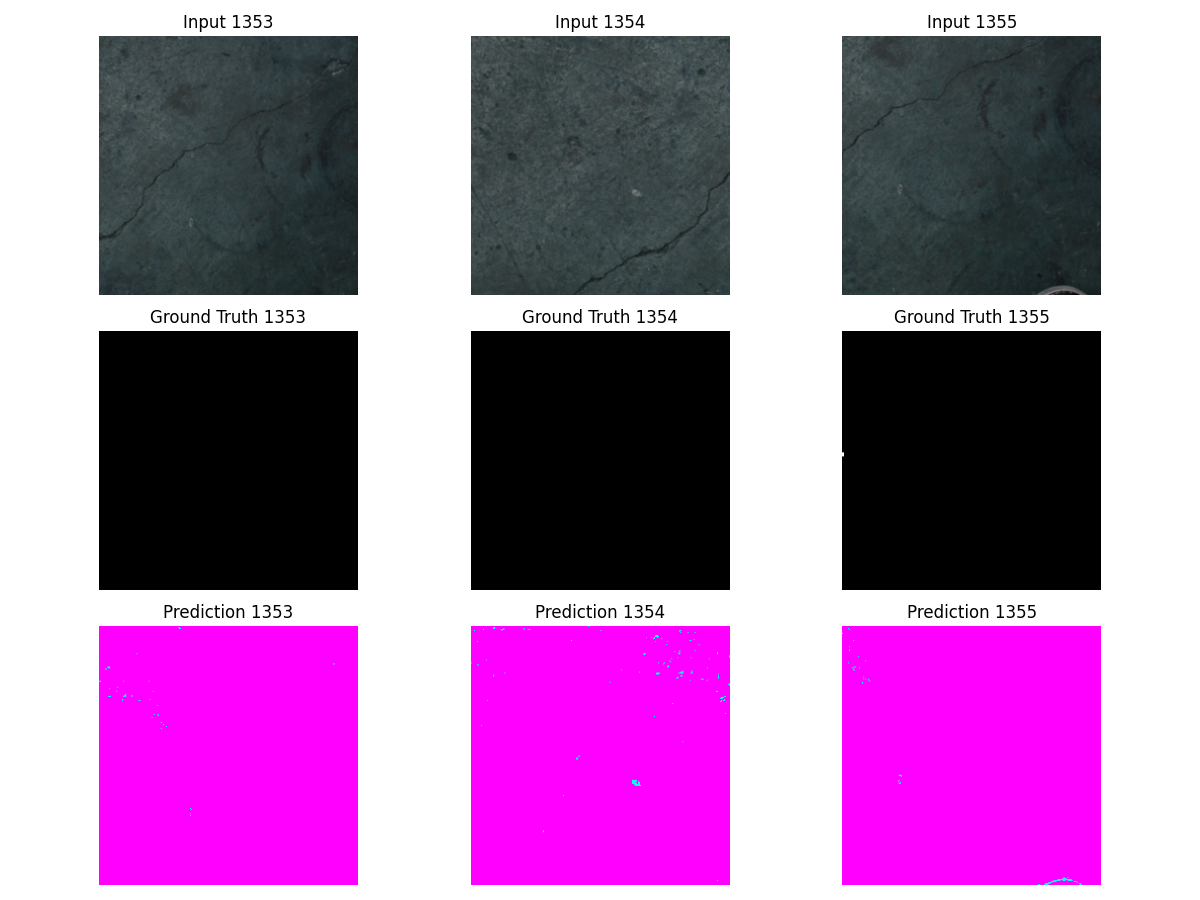 Input 1353
Input 1354
Input 1355
Ground Truth 1353
Ground Truth 1354
Ground Truth 1355
Prediction 1353
Prediction 1354
Prediction 1355